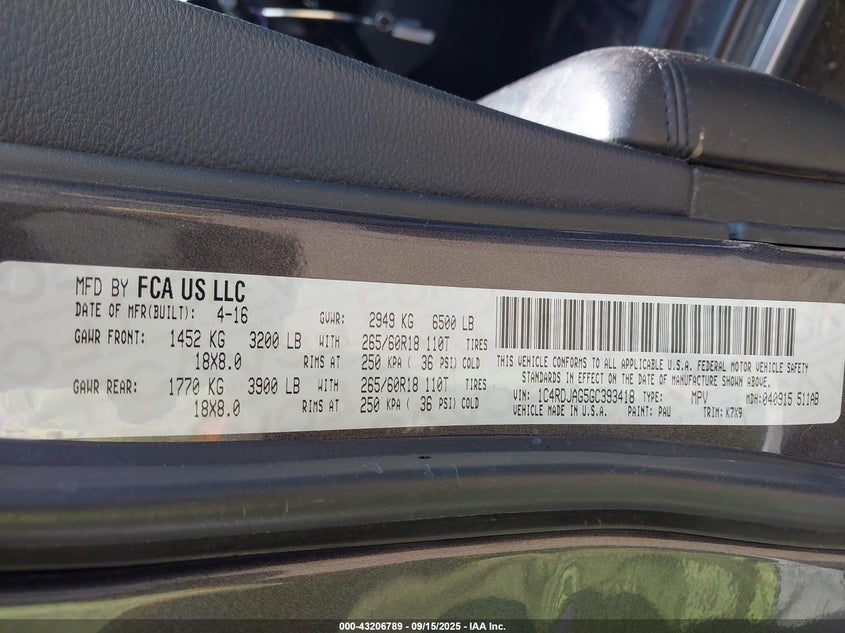 MFD BY FCA US LLC
DATE OF MFR(BUILT): 4-16 GVWR: 2949 KG 6500 LB
GAWR FRONT: 1452 KG 3200 LB WITH 265/60R18 110T TIRES
18X8.0 RIMS AT 250 KPA ( 36 PSI) COLD
GAWR REAR: 1770 KG 3900 LB WITH 265/60R18 110T TIRES
18X8.0 RIMS AT 250 KPA ( 36 PSI) COLD
THIS VEHICLE CONFORMS TO ALL APPLICABLE U.S.A. FEDERAL MOTOR VEHICLE SAFETY
STANDARDS IN EFFECT ON THE DATE OF MANUFACTURE SHOWN ABOVE.
VIN: 1C4RDJAG5GC393418 TYPE: MPV MDH: 040915 511AB
VEHICLE MADE IN U.S.A. PAINT: PAU TRIM: K7X9
000-43206789 - 09/15/2025 - IAA Inc.